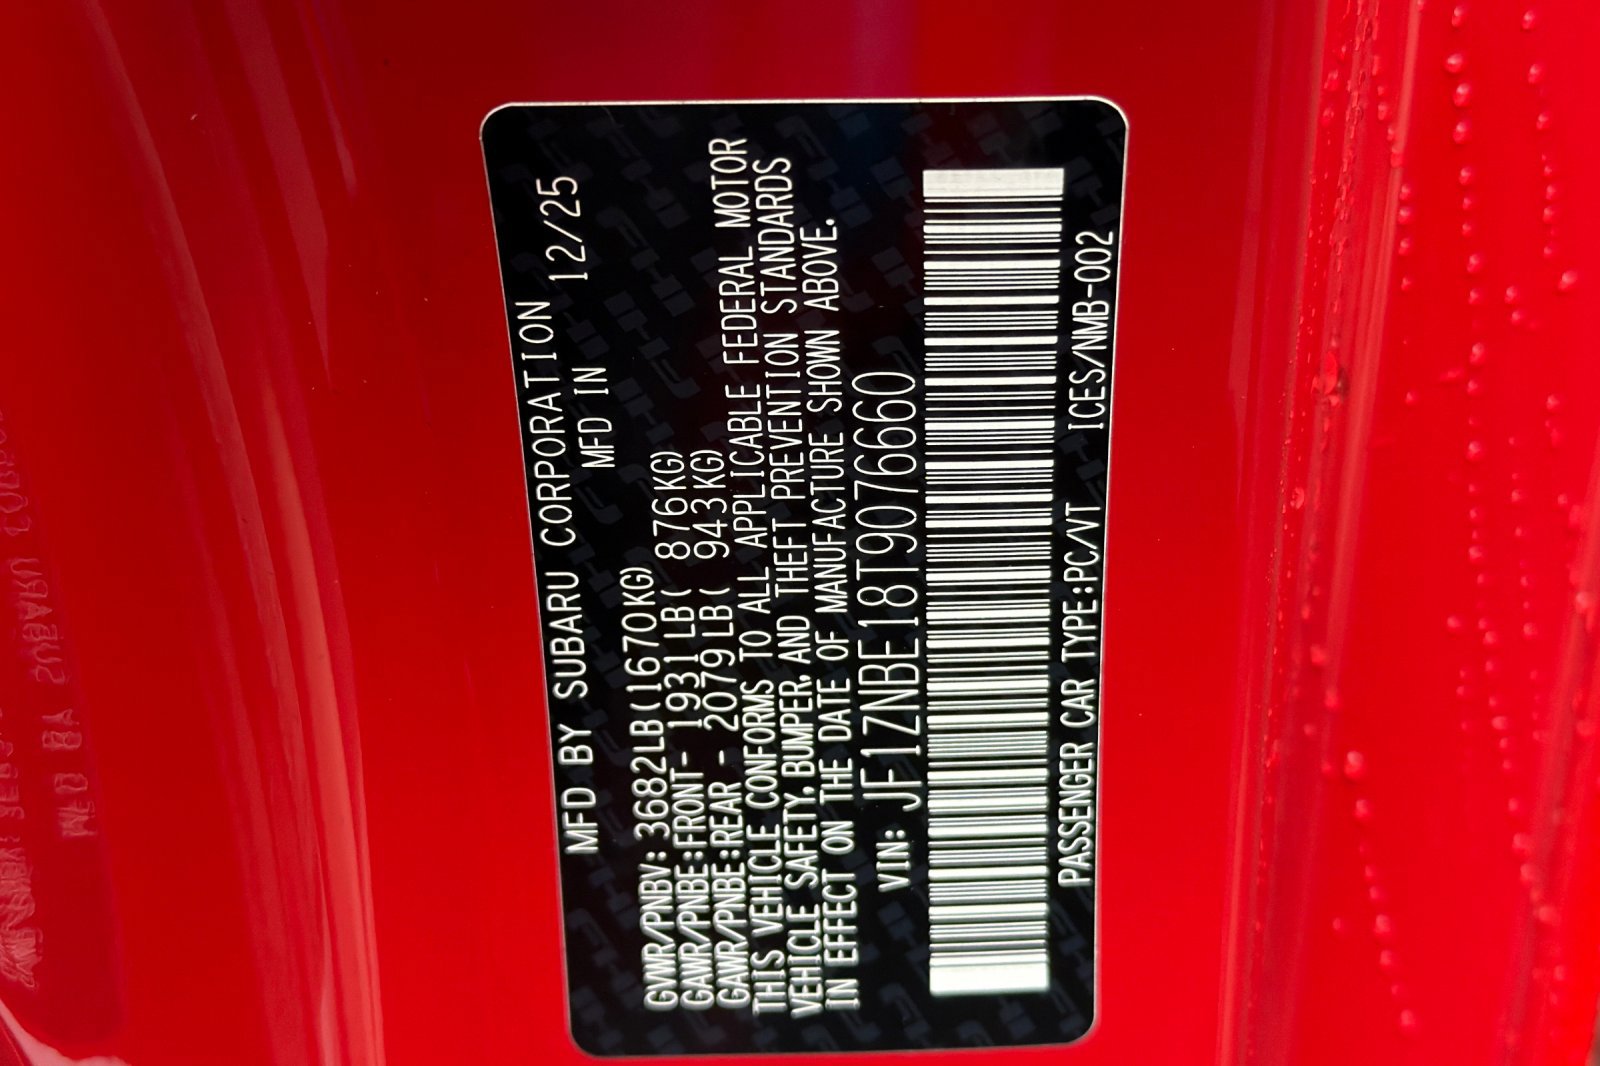 MFD BY SUBARU CORPORATION
MFD IN 12/25
GVWR/PNBV: 3682LB(1670KG)
GAWR/PNBE:FRONT- 1931LB( 876KG)
GAWR/PNBE:REAR - 2079LB( 943KG)
THIS VEHICLE CONFORMS TO ALL APPLICABLE FEDERAL MOTOR
VEHICLE SAFETY, BUMPER, AND THEFT PREVENTION STANDARDS
IN EFFECT ON THE DATE OF MANUFACTURE SHOWN ABOVE.
VIN: JF1ZNBE18T9076660
PASSENGER CAR TYPE:PC/VT ICES/NMB-002